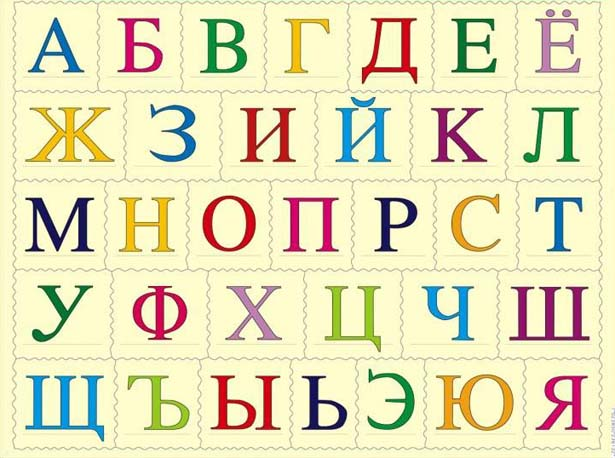 А Б В Г Д Е Ё
Ж З И Й К Л
М Н О П Р С Т
У Ф Х Ц Ч Ш
Щ Ъ Ы Ь Э Ю Я